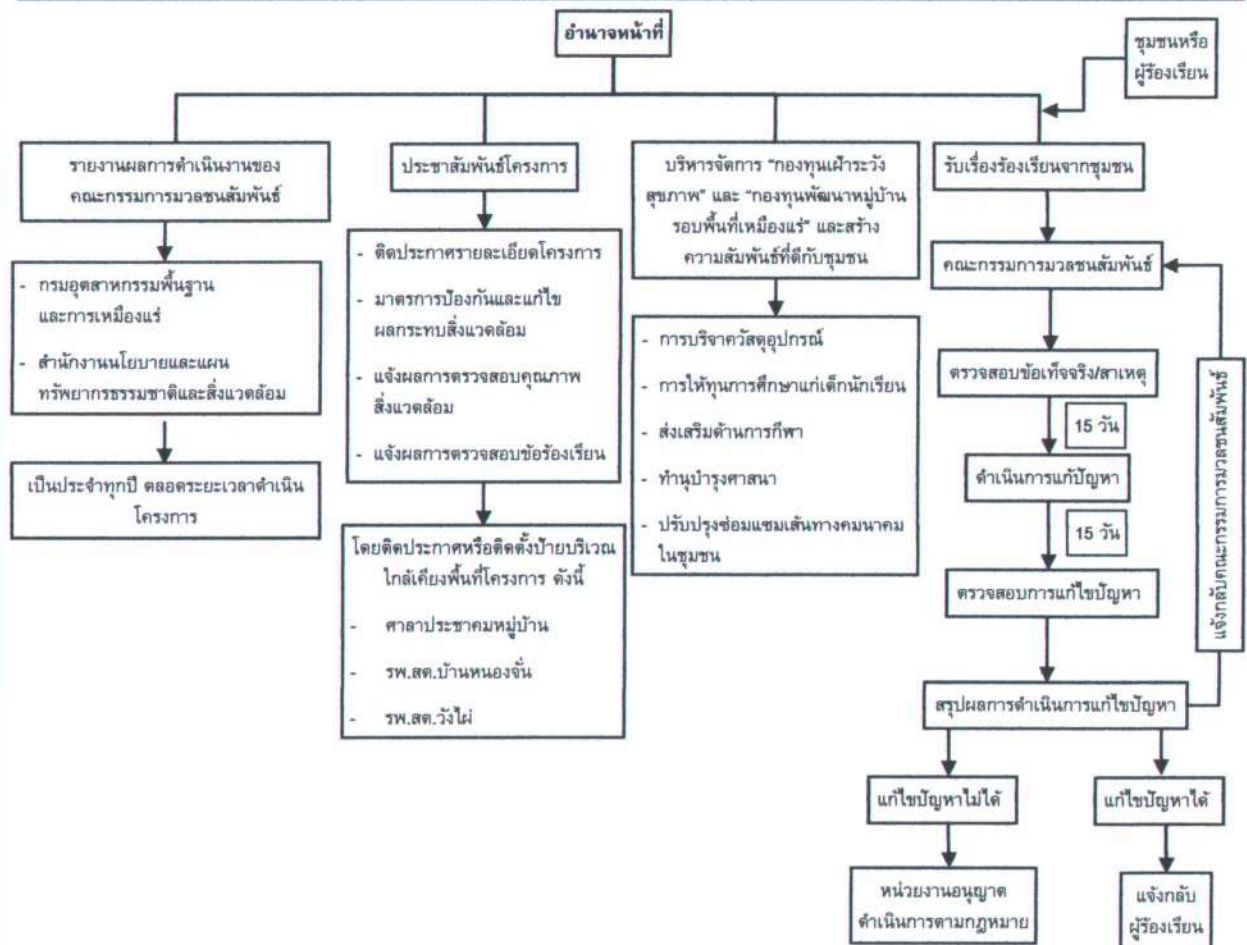 อำนาจหน้าที่
ชุมชนหรือ
ผู้ร้องเรียน
รายงานผลการดำเนินงานของ
คณะกรรมการมวลชนสัมพันธ์
- กรมอุตสาหกรรมพื้นฐาน
และการเหมืองแร่
- สำนักงานนโยบายและแผน
ทรัพยากรธรรมชาติและสิ่งแวดล้อม
เป็นประจำทุกปี ตลอดระยะเวลาดำเนิน
โครงการ
ประชาสัมพันธ์โครงการ
- ติดประกาศรายละเอียดโครงการ
- มาตรการป้องกันและแก้ไข
ผลกระทบสิ่งแวดล้อม
- แจ้งผลการตรวจสอบคุณภาพ
สิ่งแวดล้อม
- แจ้งผลการตรวจสอบข้อร้องเรียน
โดยติดประกาศหรือติดตั้งป้ายบริเวณ
ใกล้เคียงพื้นที่โครงการ ดังนี้
- ศาลาประชาคมหมู่บ้าน
- รพ.สต.บ้านหนองจั่น
- รพ.สต.วังไผ่
บริหารจัดการ "กองทุนเฝ้าระวัง
สุขภาพ" และ "กองทุนพัฒนาหมู่บ้าน
รอบพื้นที่เหมืองแร่" และสร้าง
ความสัมพันธ์ที่ดีกับชุมชน
- การบริจาควัสดุอุปกรณ์
- การให้ทุนการศึกษาแก่เด็กนักเรียน
- ส่งเสริมด้านการกีฬา
- ทำนุบำรุงศาสนา
- ปรับปรุงซ่อมแซมเส้นทางคมนาคม
ในชุมชน
รับเรื่องร้องเรียนจากชุมชน
คณะกรรมการมวลชนสัมพันธ์
ตรวจสอบข้อเท็จจริง/สาเหตุ
15 วัน
ดำเนินการแก้ปัญหา
15 วัน
ตรวจสอบการแก้ไขปัญหา
สรุปผลการดำเนินการแก้ไขปัญหา
แจ้งกลับคณะกรรมการมวลชนสัมพันธ์
แก้ไขปัญหาไม่ได้
แก้ไขปัญหาได้
หน่วยงานอนุญาต
ดำเนินการตามกฎหมาย
แจ้งกลับ
ผู้ร้องเรียน